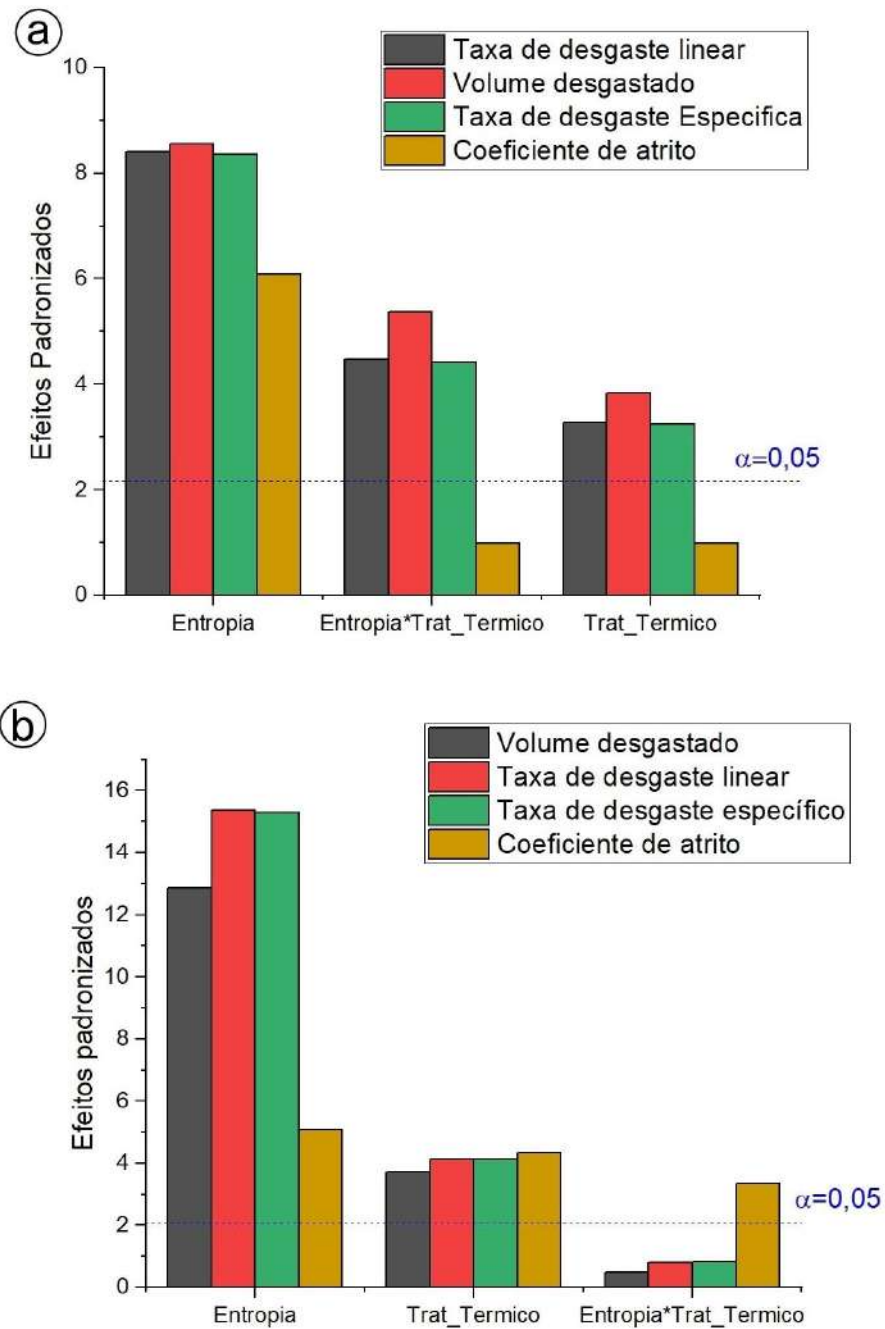 a
Taxa de desgaste linear
Volume desgastado
Taxa de desgaste Especifica
Coeficiente de atrito
Efeitos Padronizados
10
8
6
4
2
0
α=0,05
Entropia
Entropia*Trat_Termico
Trat_Termico
b
Volume desgastado
Taxa de desgaste linear
Taxa de desgaste específico
Coeficiente de atrito
Efeitos padronizados
16
14
12
10
8
6
4
2
0
α=0,05
Entropia
Trat_Termico
Entropia*Trat_Termico